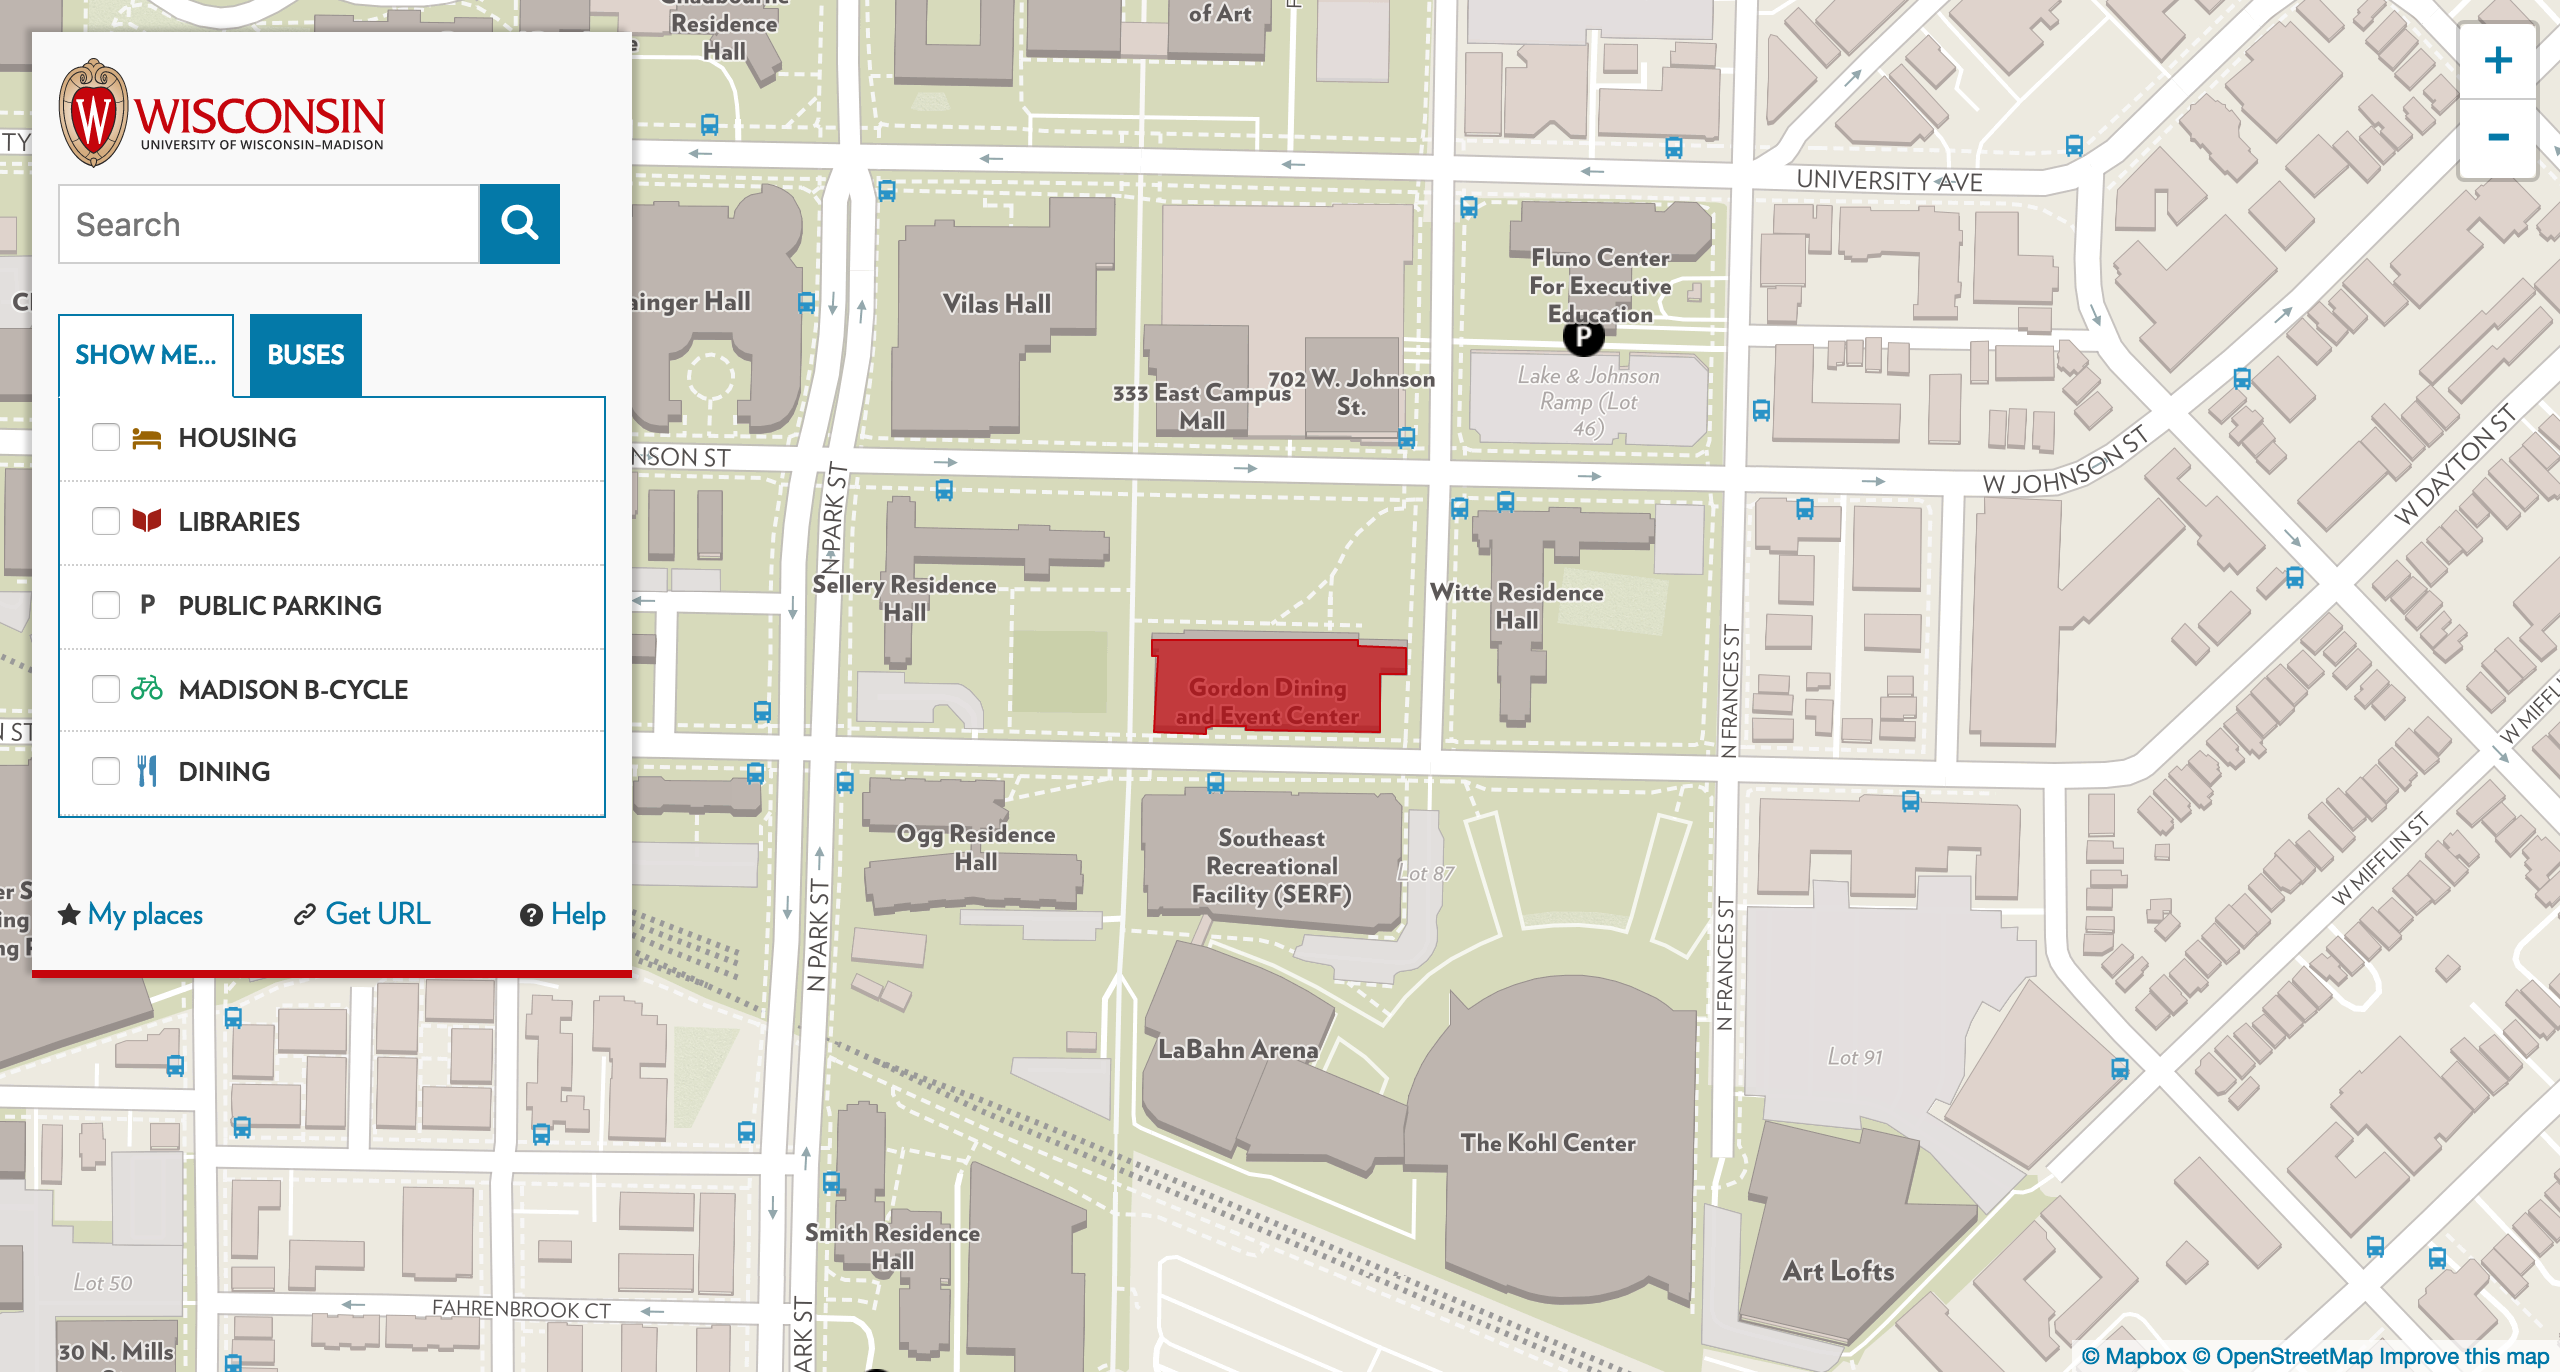 WISCONSIN
UNIVERSITY OF WISCONSIN–MADISON
Search
SHOW ME...
BUSES
HOUSING
LIBRARIES
P PUBLIC PARKING
MADISON B-CYCLE
DINING
My places
Get URL
? Help
Residence
Hall
of Art
+
-
UNIVERSITY AVE
ainger Hall
Vilas Hall
Fluno Center
For Executive
Education
P
333 East Campus
Mall
702 W. Johnson
St.
Lake & Johnson
Ramp (Lot
46)
NSON ST
W JOHNSON ST
W DAYTON ST
N PARK ST
Sellery Residence
Hall
Witte Residence
Hall
Gordon Dining
and Event Center
N FRANCES ST
W MIFFLI
Ogg Residence
Hall
Southeast
Recreational
Facility (SERF)
Lot 87
W MIFFLIN ST
N PARK ST
N FRANCES ST
LaBahn Arena
Lot 91
The Kohl Center
Smith Residence
Hall
Art Lofts
Lot 50
FAHRENBROOK CT
ARK ST
30 N. Mills
© Mapbox © OpenStreetMap Improve this map